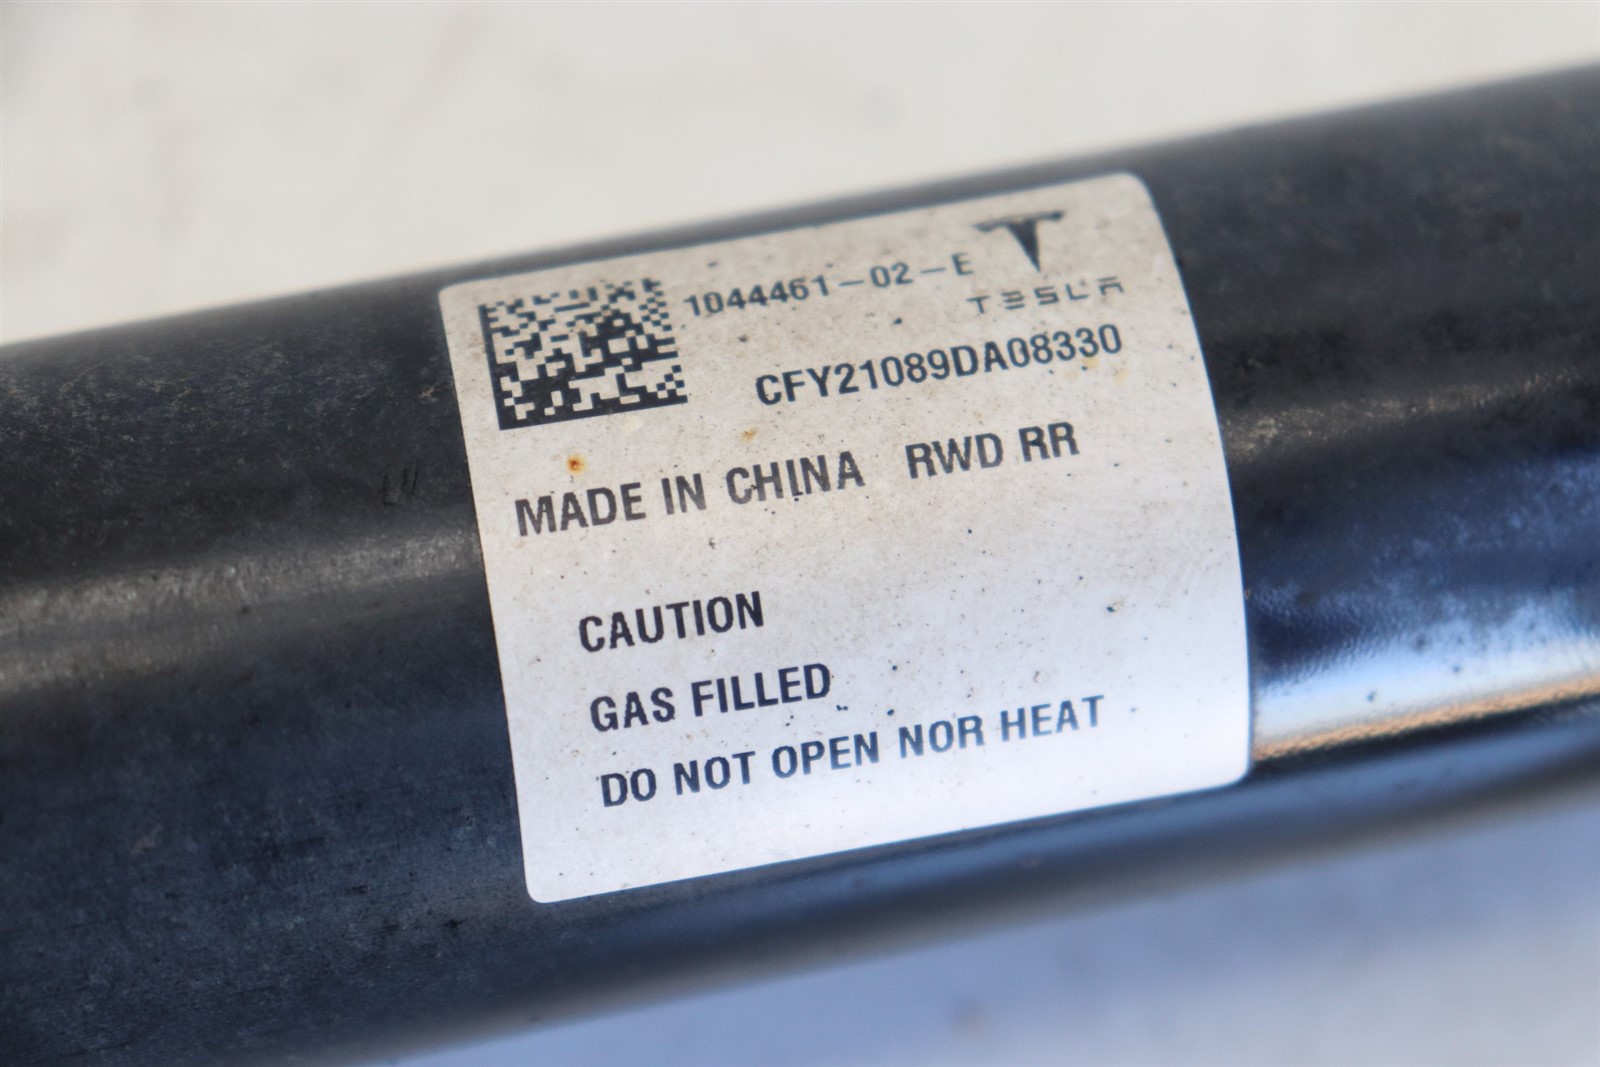 1044461-02-E
TESLA
CFY21089DA08330
MADE IN CHINA RWD RR
CAUTION
GAS FILLED
DO NOT OPEN NOR HEAT